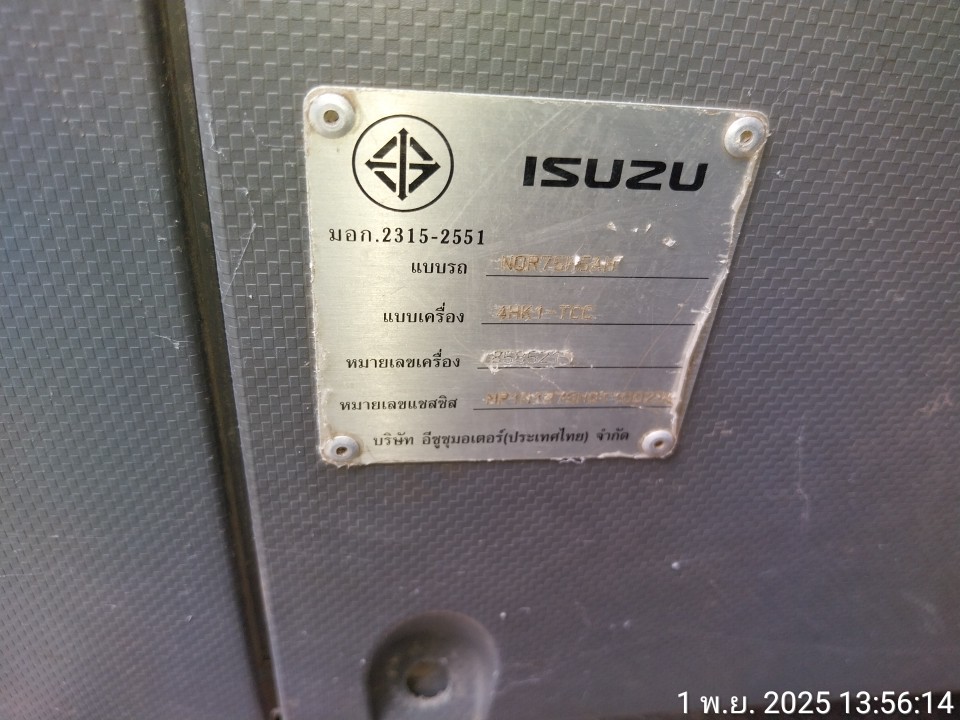 ISUZU
มอก.2315-2551
แบบรถ
แบบเครื่อง 4HK1-TCC
หมายเลขเครื่อง
หมายเลขแชสซิส
บริษัท อีซูซุมอเตอร์(ประเทศไทย) จำกัด
1 พ.ย. 2025 13:56:14